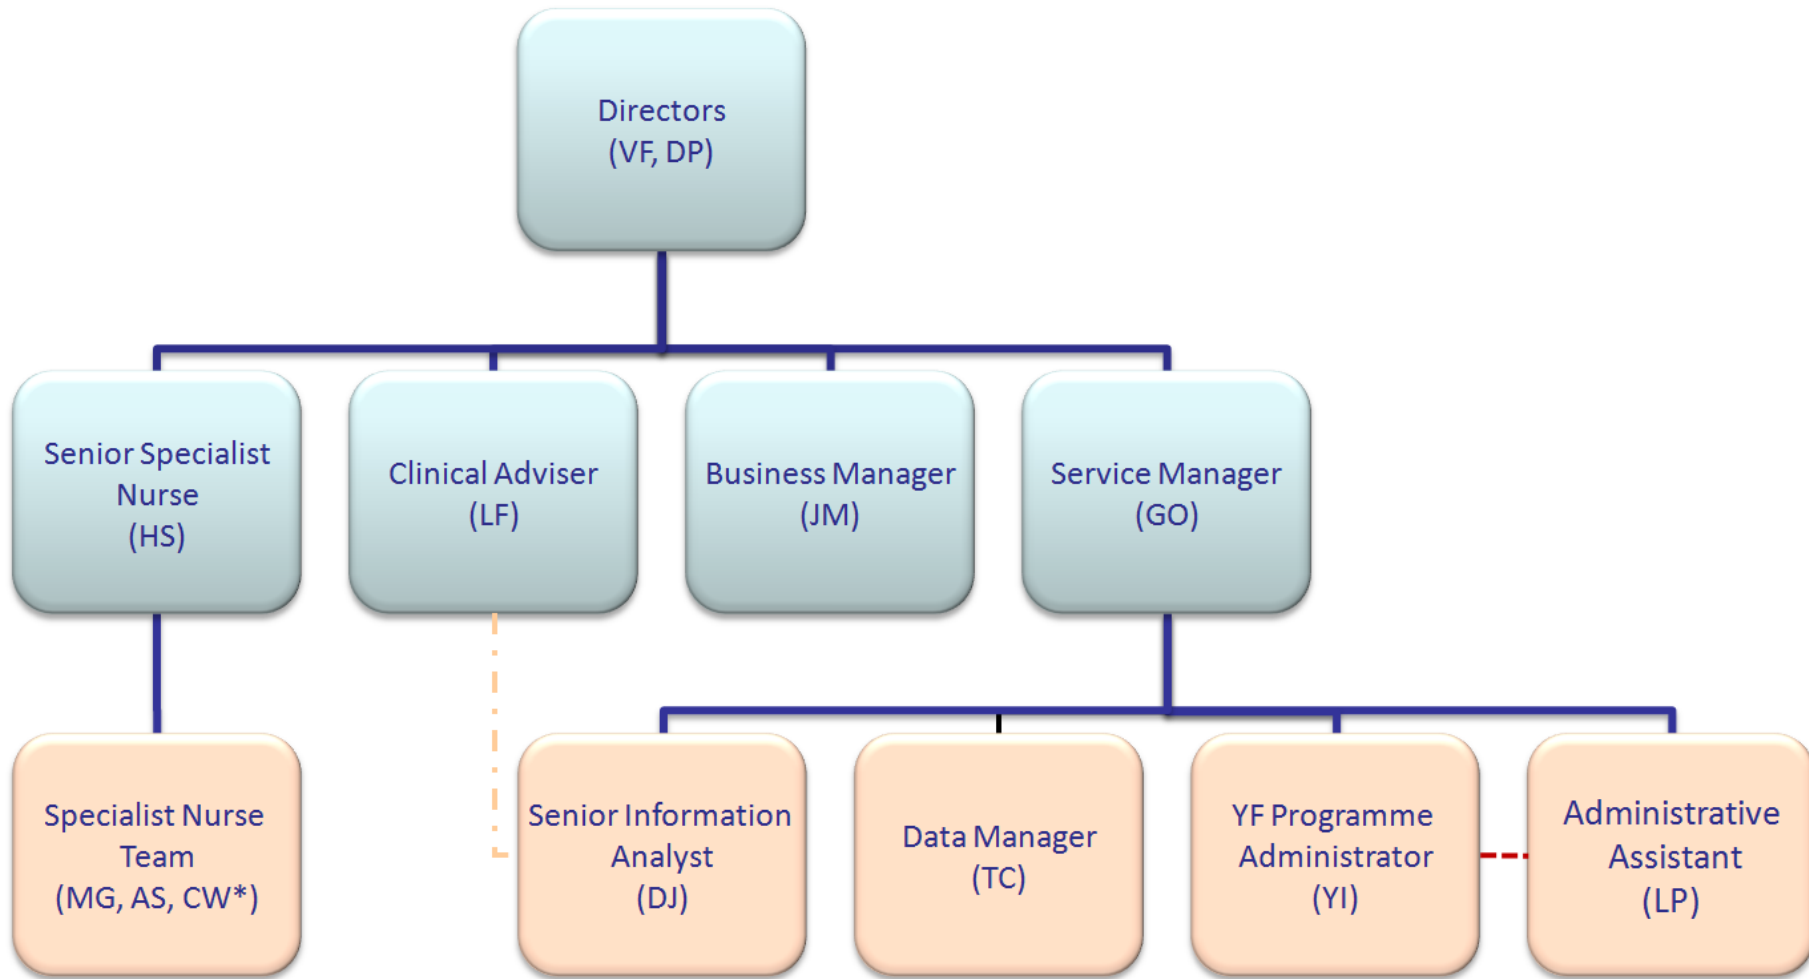 Directors
(VF, DP)
Senior Specialist
Nurse
(HS)
Clinical Adviser
(LF)
Business Manager
(JM)
Service Manager
(GO)
Specialist Nurse
Team
(MG, AS, CW*)
Senior Information
Analyst
(DJ)
Data Manager
(TC)
YF Programme
Administrator
(YI)
Administrative
Assistant
(LP)